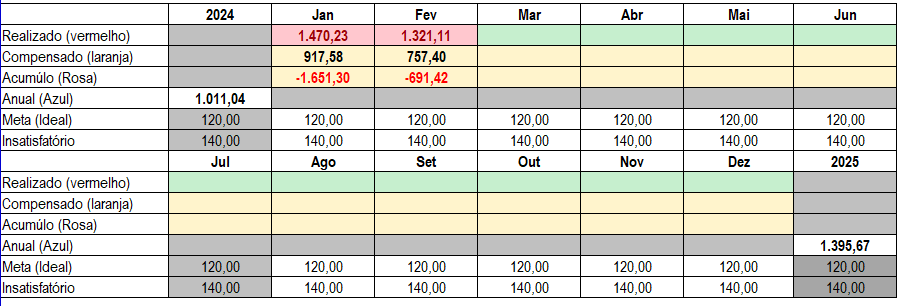 2024 Jan Fev Mar Abr Mai Jun
Realizado (vermelho) 1.470,23 1.321,11
Compensado (laranja) 917,58 757,40
Acumúlo (Rosa) -1.651,30 -691,42
Anual (Azul) 1.011,04
Meta (Ideal) 120,00 120,00 120,00 120,00 120,00 120,00 120,00
Insatisfatório 140,00 140,00 140,00 140,00 140,00 140,00 140,00
Jul Ago Set Out Nov Dez 2025
Realizado (vermelho)
Compensado (laranja)
Acumúlo (Rosa)
Anual (Azul) 1.395,67
Meta (Ideal) 120,00 120,00 120,00 120,00 120,00 120,00 120,00
Insatisfatório 140,00 140,00 140,00 140,00 140,00 140,00 140,00